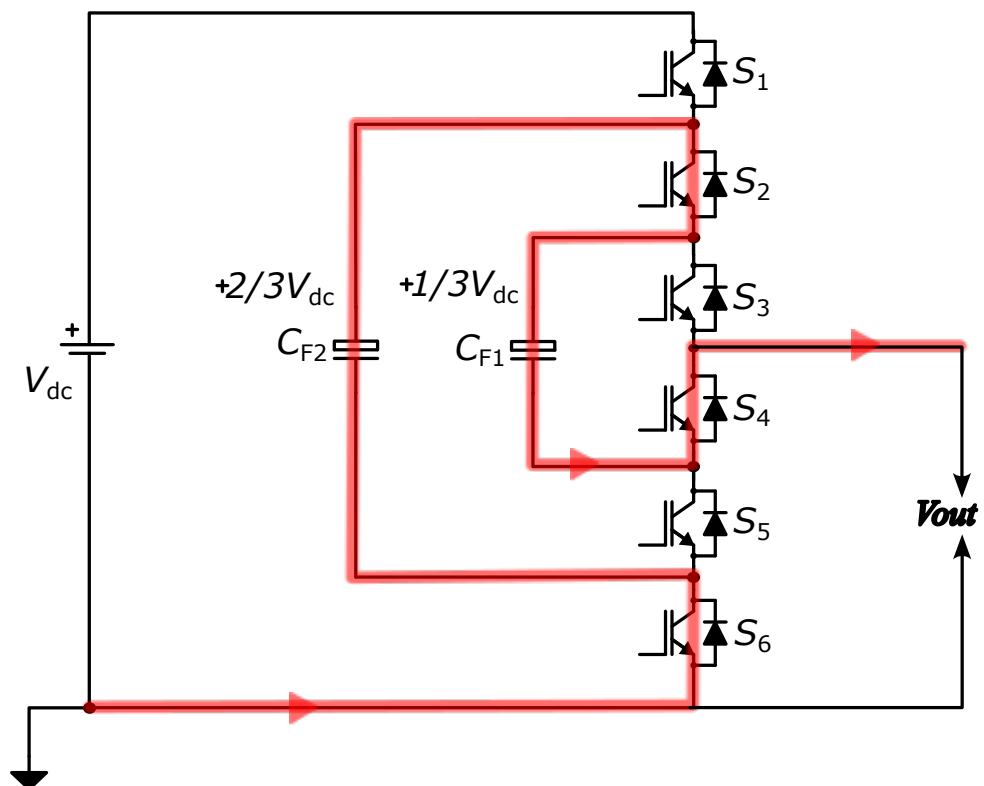 S1
S2
+2/3Vdc
+1/3Vdc
S3
CF2
CF1
+
Vdc
S4
Vout
S5
S6